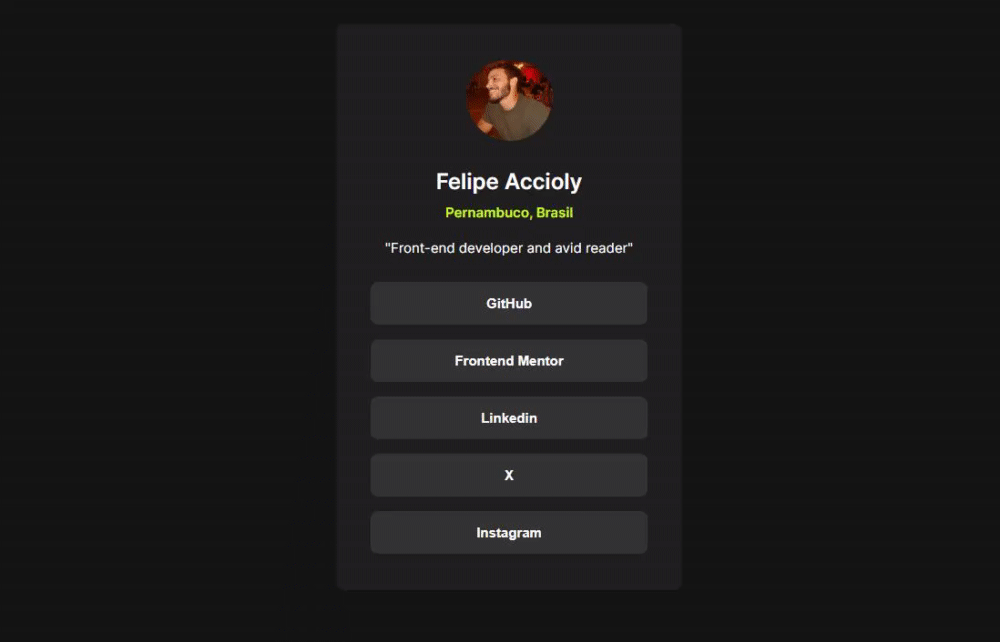 Felipe Accioly
Pernambuco, Brasil
"Front-end developer and avid reader"
GitHub
Frontend Mentor
Linkedin
X
Instagram